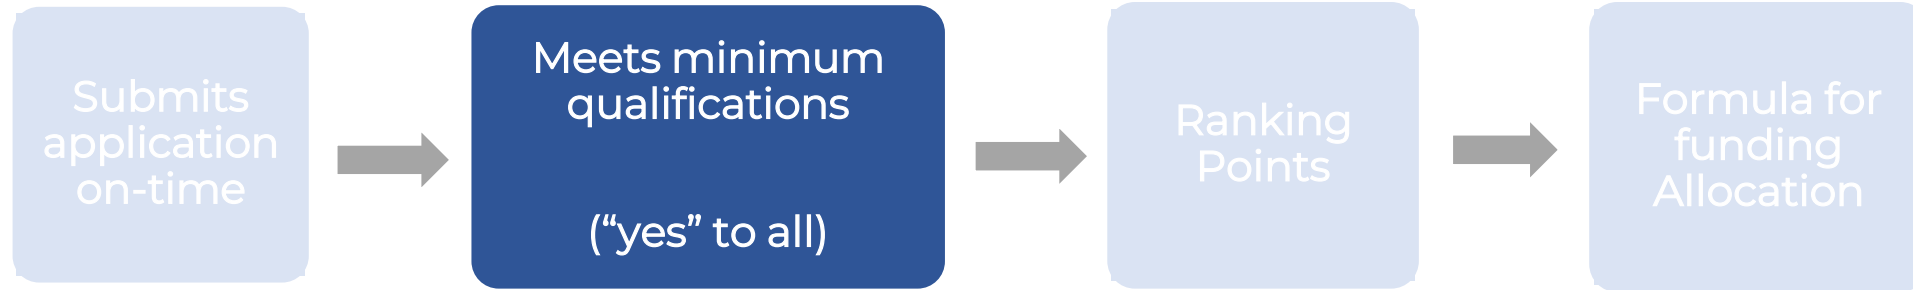 Submits
application
on-time
Meets minimum
qualifications
(“yes” to all)
Ranking
Points
Formula for
funding
Allocation